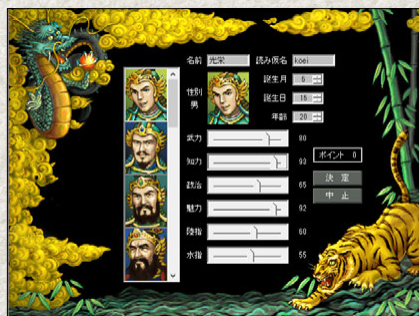 名前 光栄 読み仮名 koei
性別 誕生月 6
男 誕生日 15
年齢 20
武力 80
知力 93
政治 65
魅力 92
陸指 60
水指 55
ポイント 0
決定
中止